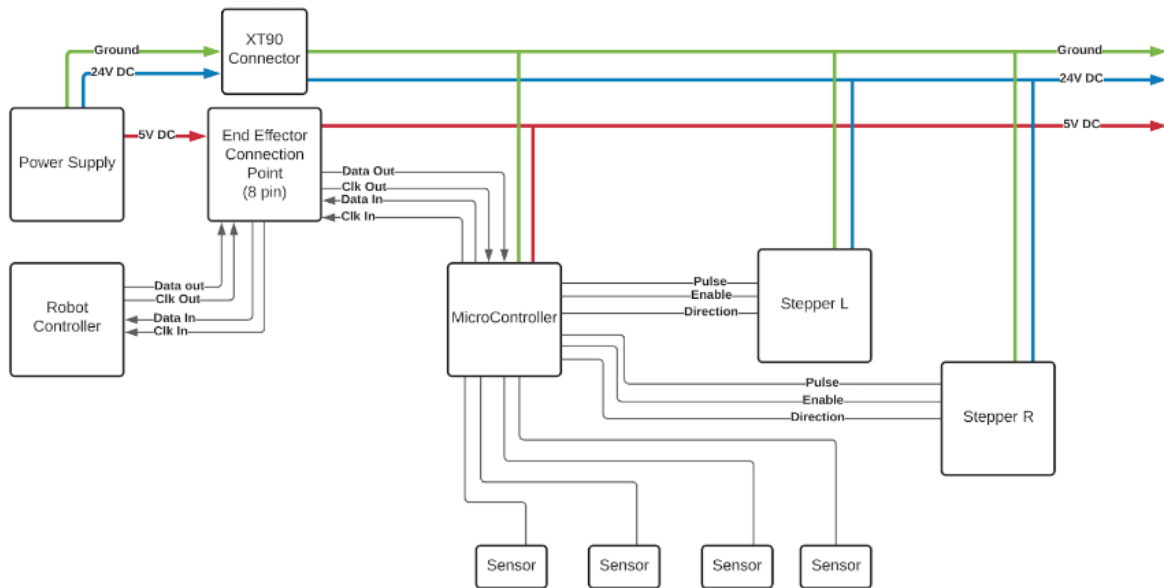 XT90
Connector
Ground
24V DC
Ground
24V DC
Power Supply
5V DC
End Effector
Connection
Point
(8 pin)
5V DC
Data Out
Clk Out
Data In
Clk In
Robot
Controller
Data out
Clk Out
Data In
Clk In
MicroController
Pulse
Enable
Direction
Stepper L
Pulse
Enable
Direction
Stepper R
Sensor
Sensor
Sensor
Sensor